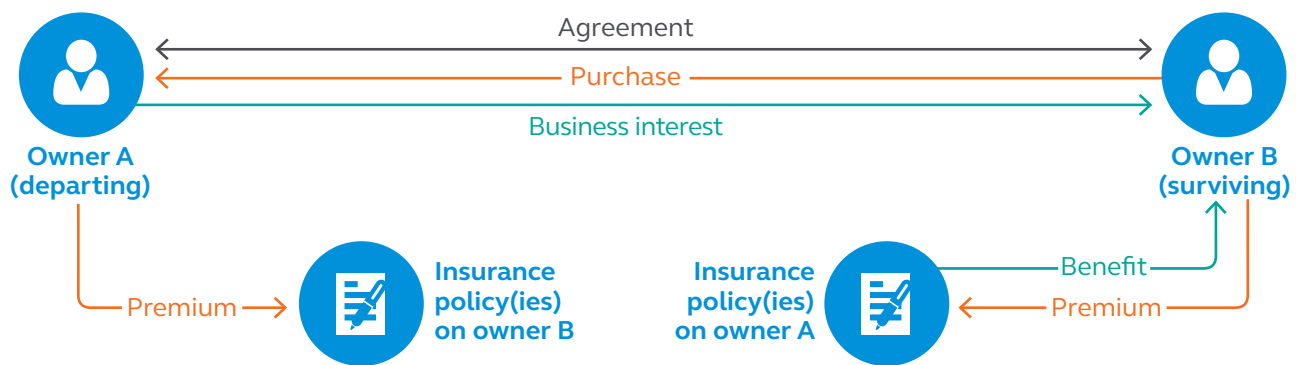 Agreement
Purchase
Business interest
Owner A
(departing)
Owner B
(surviving)
Premium
Insurance
policy(ies)
on owner B
Insurance
policy(ies)
on owner A
Benefit
Premium